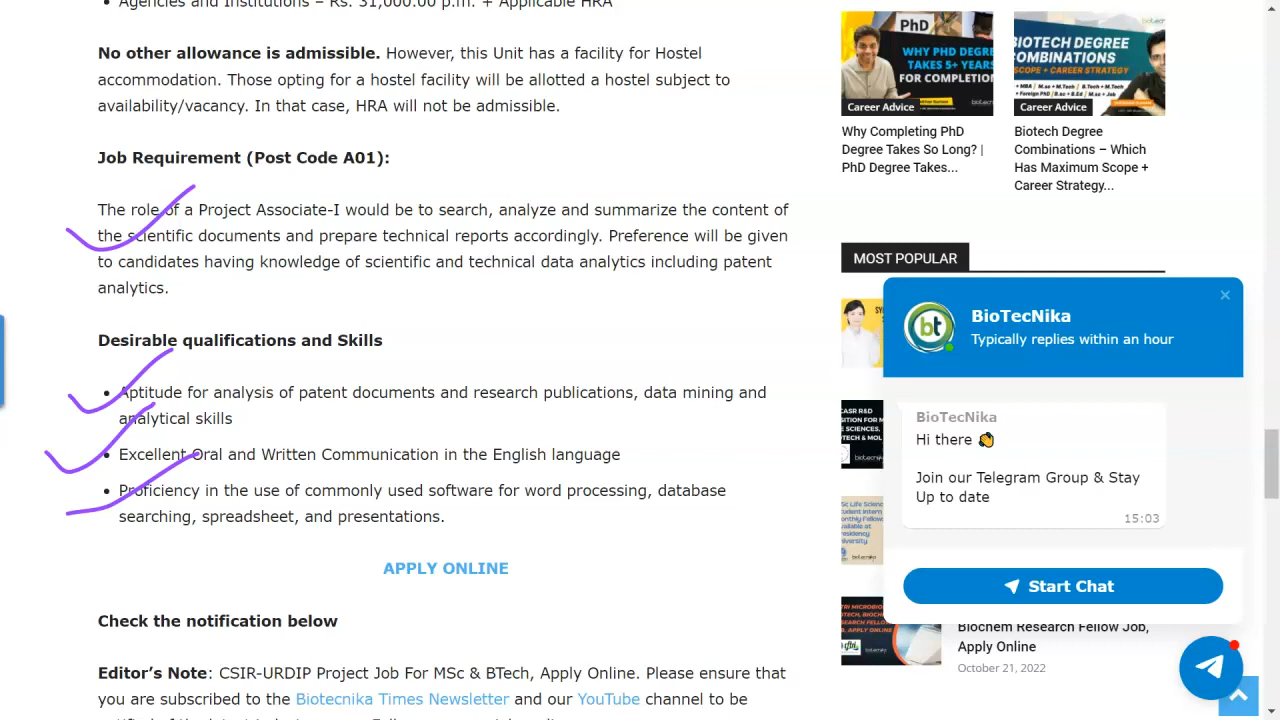 Agencies and Institutions – Rs. 31,000.00 p.m. + Applicable HRA
No other allowance is admissible. However, this Unit has a facility for Hostel
accommodation. Those opting for this facility will be allotted a hostel subject to
availability/vacancy. In that case, HRA will not be admissible.
Job Requirement (Post Code A01):
The role of a Project Associate-I would be to search, analyze and summarize the content of
the scientific documents and prepare technical reports accordingly. Preference will be given
to candidates having knowledge of scientific and technical data analytics including patent
analytics.
Desirable qualifications and Skills
Aptitude for analysis of patent documents and research publications, data mining and
analytical skills
Excellent Oral and Written Communication in the English language
Proficiency in the use of commonly used software for word processing, database
searching, spreadsheet, and presentations.
APPLY ONLINE
Check the notification below
Editor's Note: CSIR-URDIP Project Job For MSc & BTech, Apply Online. Please ensure that
you are subscribed to the Biotecnika Times Newsletter and our YouTube channel to be
PhD
WHY PHD DEGREE
TAKES 5+ YEARS
FOR COMPLETION
Career Advice
Why Completing PhD
Degree Takes So Long? |
PhD Degree Takes...
BIOTECH DEGREE
COMBINATIONS
SCOPE + CAREER STRATEGY
Career Advice
Biotech Degree
Combinations – Which
Has Maximum Scope +
Career Strategy...
MOST POPULAR
BioTecNika
Typically replies within an hour
BioTecNika
Hi there
Join our Telegram Group & Stay
Up to date
15:03
Start Chat
Biochem Research Fellow Job,
Apply Online
October 21, 2022